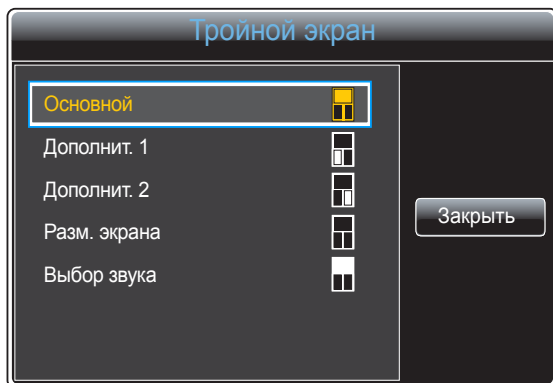 Тройной экран
Основной
Дополнит. 1
Дополнит. 2
Разм. экрана
Выбор звука
Закрыть